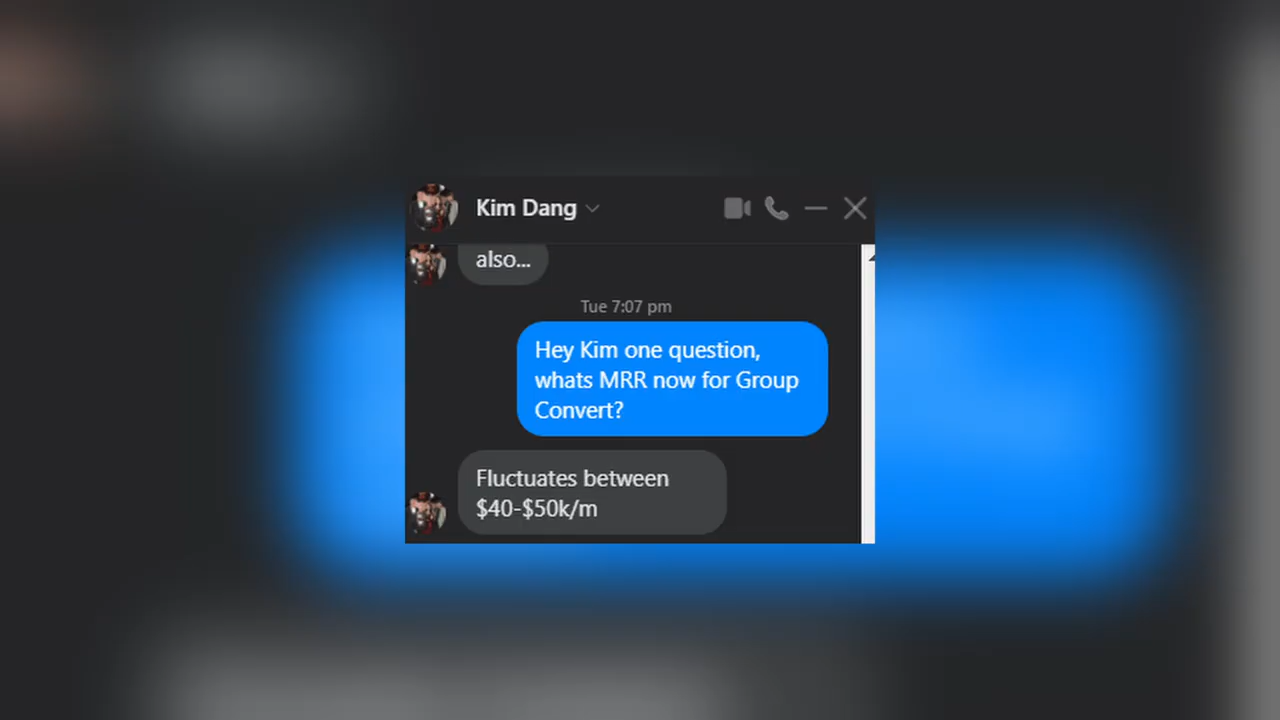 Kim Dang
also...
Tue 7:07 pm
Hey Kim one question,
whats MRR now for Group
Convert?
Fluctuates between
$40-$50k/m